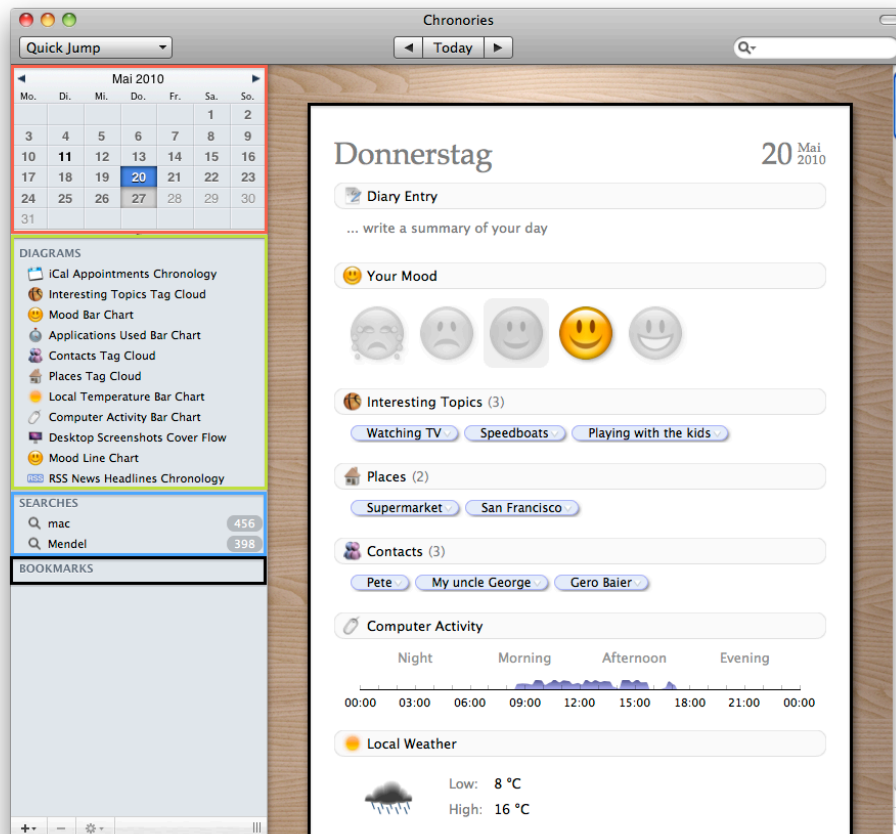 Chronories
Quick Jump
Today
Mai 2010
Mo. Di. Mi. Do. Fr. Sa. So.
1 2
3 4 5 6 7 8 9
10 11 12 13 14 15 16
17 18 19 20 21 22 23
24 25 26 27 28 29 30
31
DIAGRAMS
iCal Appointments Chronology
Interesting Topics Tag Cloud
Mood Bar Chart
Applications Used Bar Chart
Contacts Tag Cloud
Places Tag Cloud
Local Temperature Bar Chart
Computer Activity Bar Chart
Desktop Screenshots Cover Flow
Mood Line Chart
RSS RSS News Headlines Chronology
SEARCHES
mac 456
Mendel 398
BOOKMARKS
Donnerstag 20 Mai 2010
Diary Entry
... write a summary of your day
Your Mood
Interesting Topics (3)
Watching TV Speedboats Playing with the kids
Places (2)
Supermarket San Francisco
Contacts (3)
Pete My uncle George Gero Baier
Computer Activity
Night Morning Afternoon Evening
00:00 03:00 06:00 09:00 12:00 15:00 18:00 21:00 00:00
Local Weather
Low: 8 °C
High: 16 °C